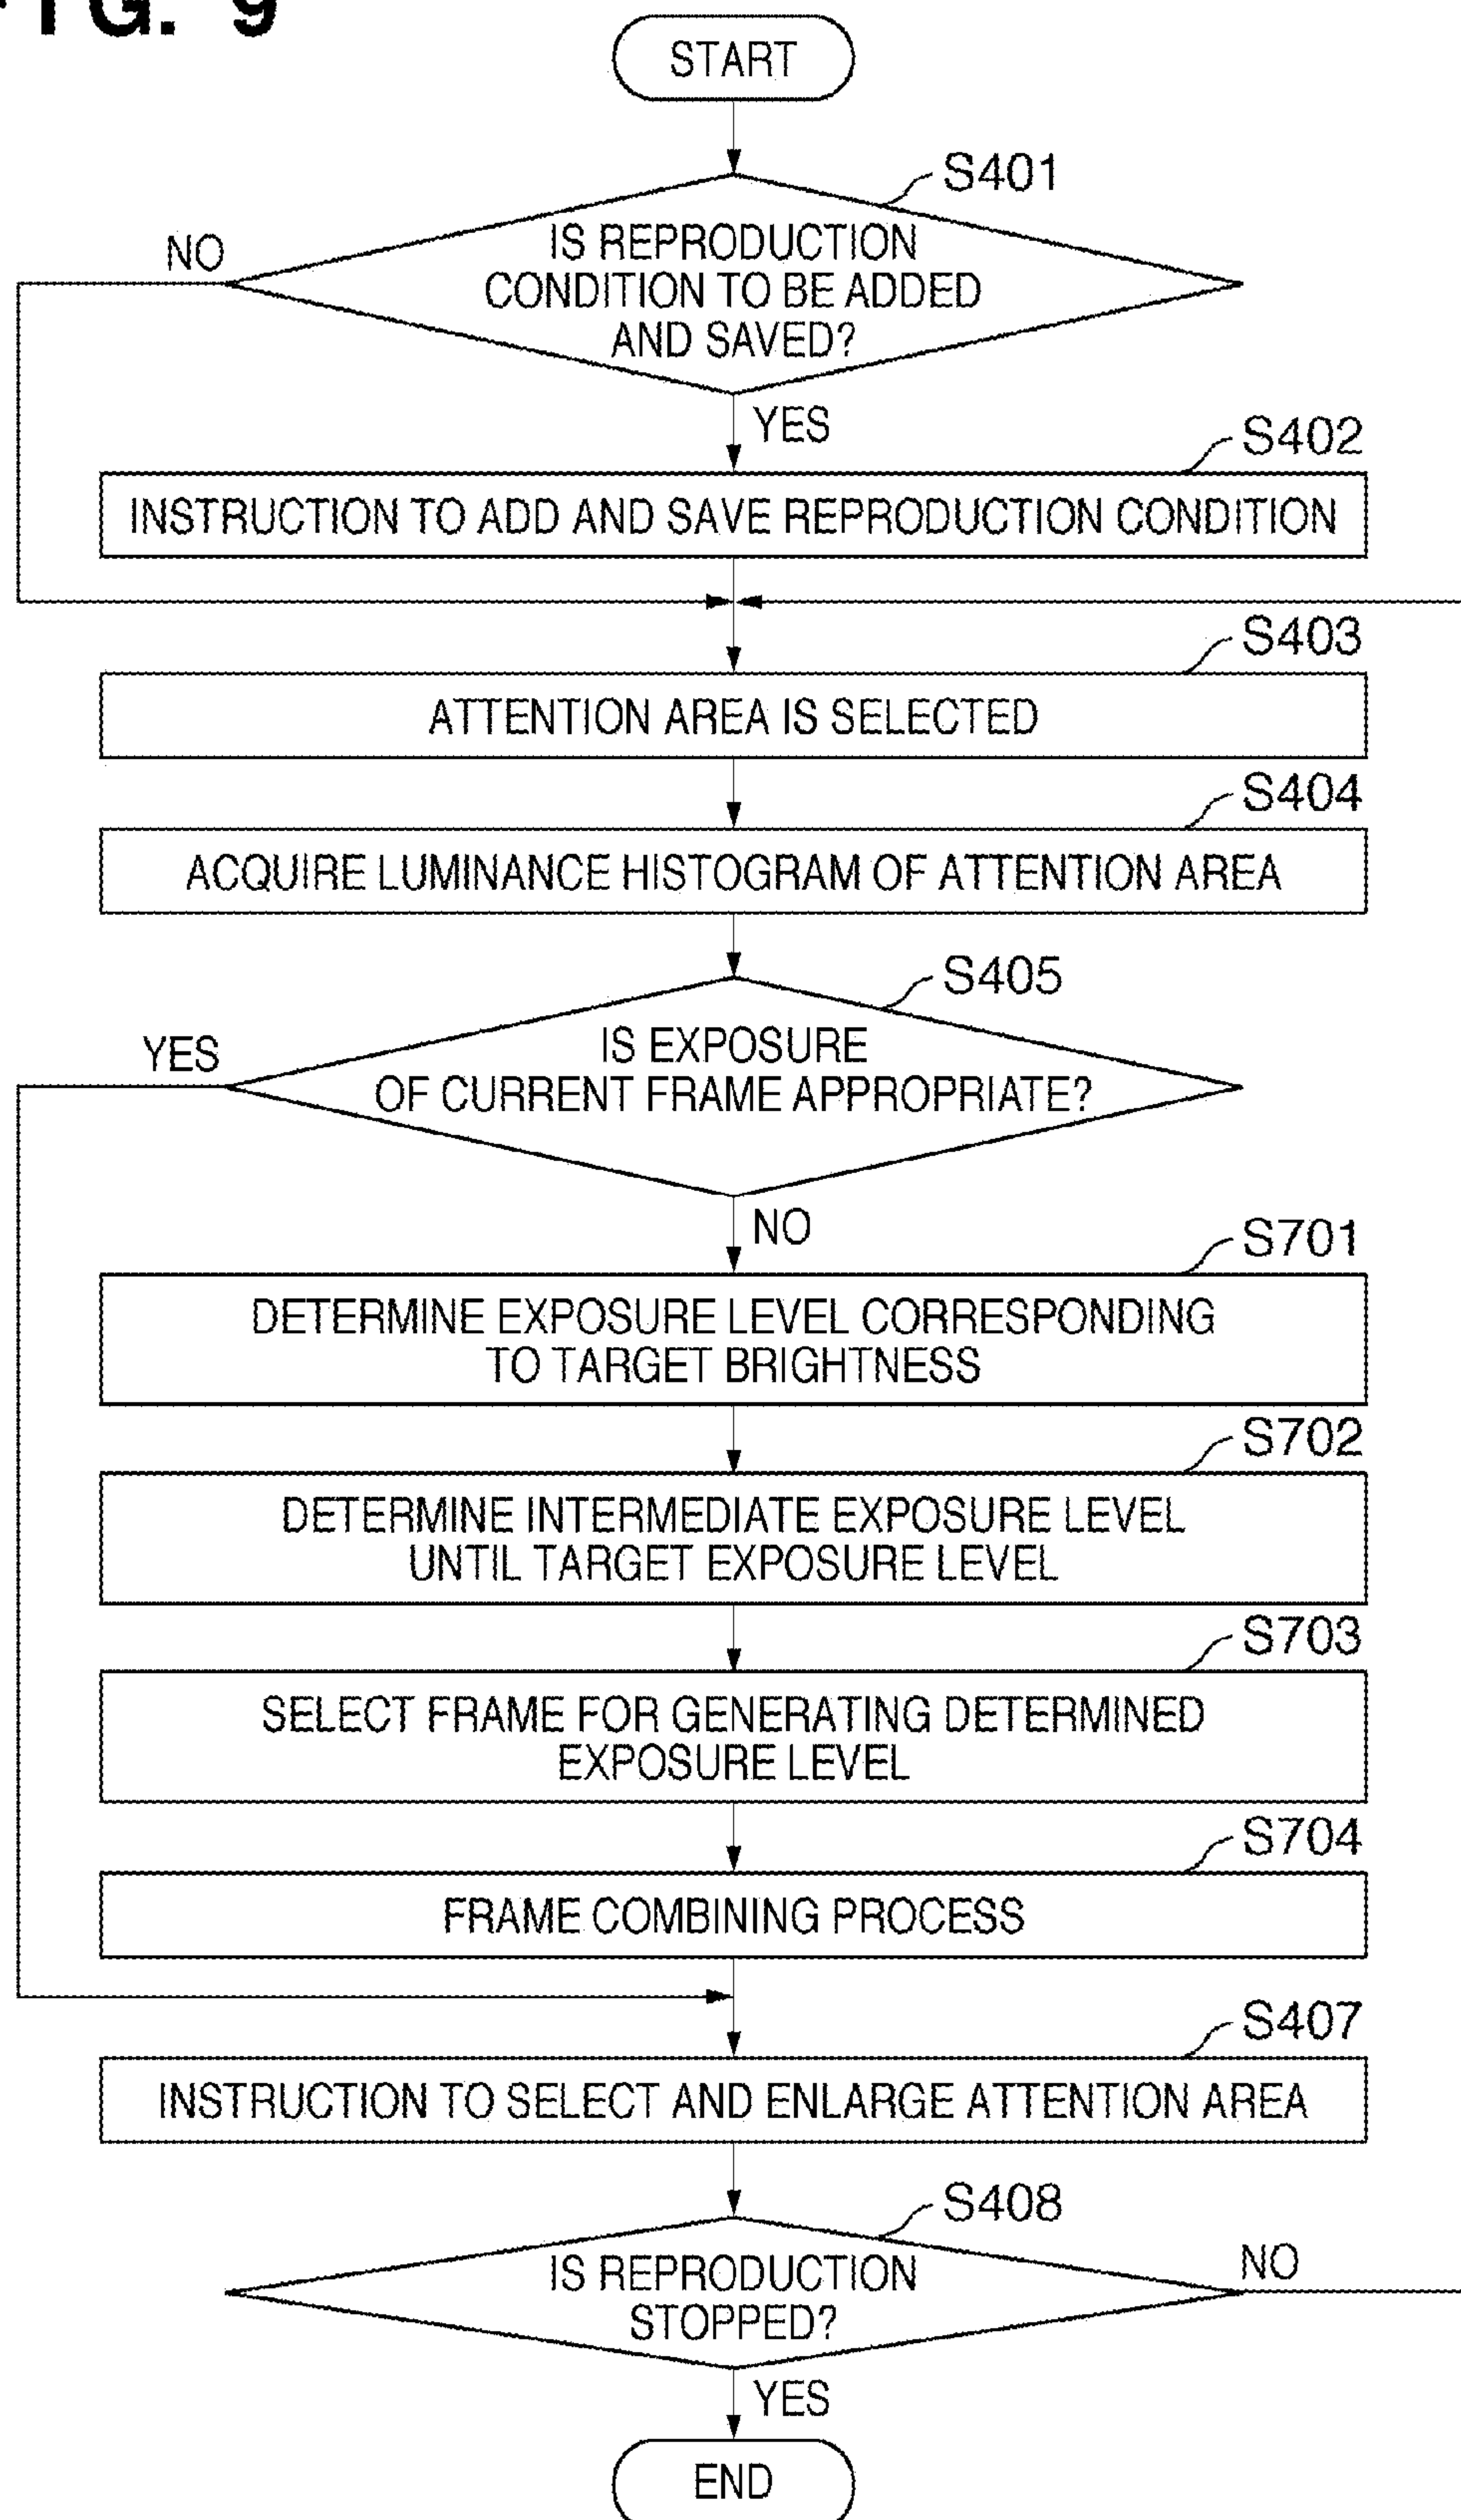 FIG. 9
START
S401
NO
IS REPRODUCTION
CONDITION TO BE ADDED
AND SAVED?
YES
S402
INSTRUCTION TO ADD AND SAVE REPRODUCTION CONDITION
S403
ATTENTION AREA IS SELECTED
S404
ACQUIRE LUMINANCE HISTOGRAM OF ATTENTION AREA
S405
YES
IS EXPOSURE
OF CURRENT FRAME APPROPRIATE?
NO
S701
DETERMINE EXPOSURE LEVEL CORRESPONDING
TO TARGET BRIGHTNESS
S702
DETERMINE INTERMEDIATE EXPOSURE LEVEL
UNTIL TARGET EXPOSURE LEVEL
S703
SELECT FRAME FOR GENERATING DETERMINED
EXPOSURE LEVEL
S704
FRAME COMBINING PROCESS
S407
INSTRUCTION TO SELECT AND ENLARGE ATTENTION AREA
S408
IS REPRODUCTION
STOPPED?
NO
YES
END